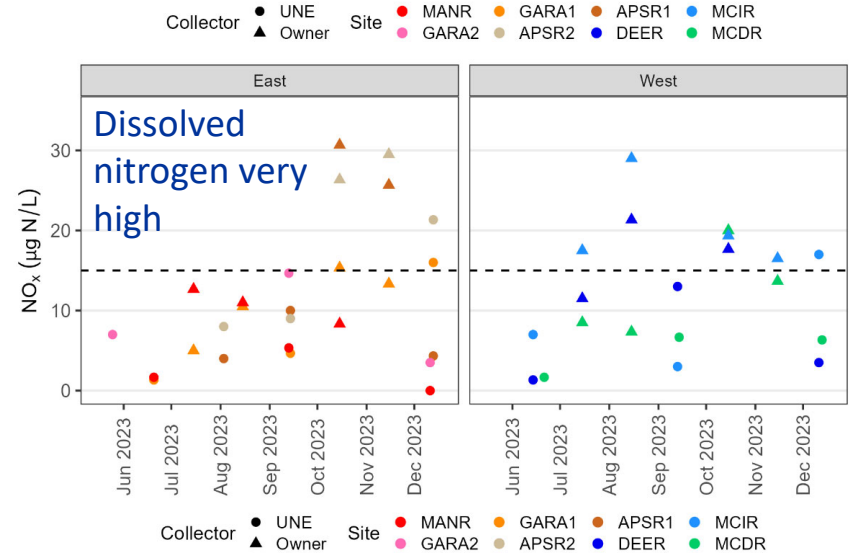 Collector ● UNE ▲ Owner Site ● MANR ● GARA2 ● GARA1 ● APSR2 ● APSR1 ● DEER ● MCIR ● MCDR
East
West
Dissolved
nitrogen very
high
NOx (µg N/L)
30
20
10
0
Jun 2023
Jul 2023
Aug 2023
Sep 2023
Oct 2023
Nov 2023
Dec 2023
Jun 2023
Jul 2023
Aug 2023
Sep 2023
Oct 2023
Nov 2023
Dec 2023
Collector ● UNE ▲ Owner Site ● MANR ● GARA2 ● GARA1 ● APSR2 ● APSR1 ● DEER ● MCIR ● MCDR